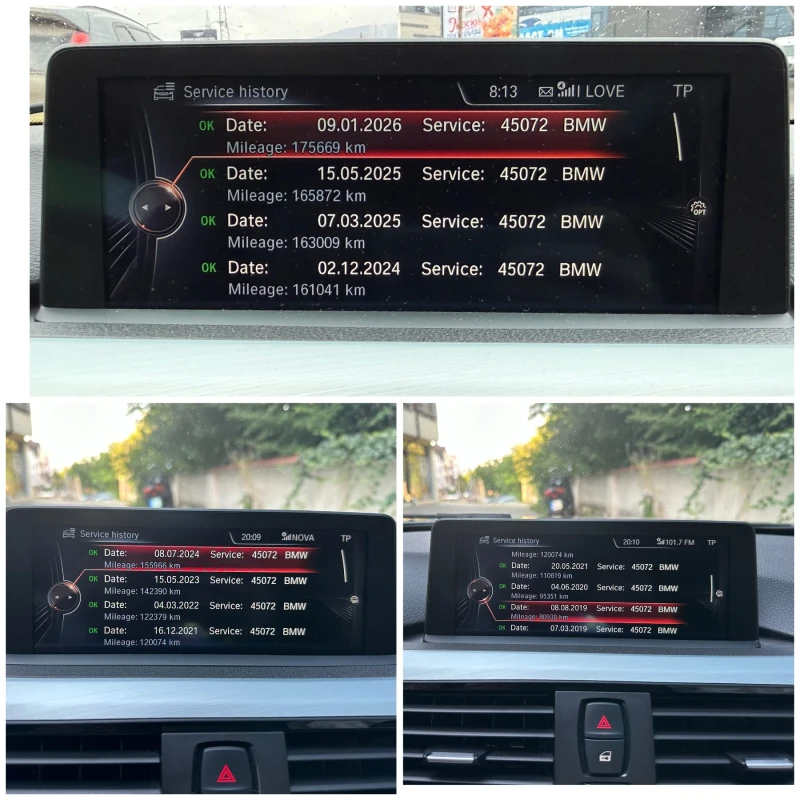 Service history 8:13 I LOVE TP
OK Date: 09.01.2026 Service: 45072 BMW
Mileage: 175669 km
OK Date: 15.05.2025 Service: 45072 BMW
Mileage: 165872 km
OPT
OK Date: 07.03.2025 Service: 45072 BMW
Mileage: 163009 km
OK Date: 02.12.2024 Service: 45072 BMW
Mileage: 161041 km
Service history 20:09 NOVA TP
OK Date: 08.07.2024 Service: 45072 BMW
Mileage: 155966 km
OK Date: 15.05.2023 Service: 45072 BMW
Mileage: 142390 km
OK Date: 04.03.2022 Service: 45072 BMW
Mileage: 122379 km
OK Date: 16.12.2021 Service: 45072 BMW
Mileage: 120074 km
Service history 20:10 101.7 FM TP
Mileage: 120074 km
OK Date: 20.05.2021 Service: 45072 BMW
Mileage: 110619 km
OK Date: 04.06.2020 Service: 45072 BMW
Mileage: 95351 km
OK Date: 08.08.2019 Service: 45072 BMW
Mileage: 80938 km
OK Date: 07.03.2019 Service: 45072 BMW